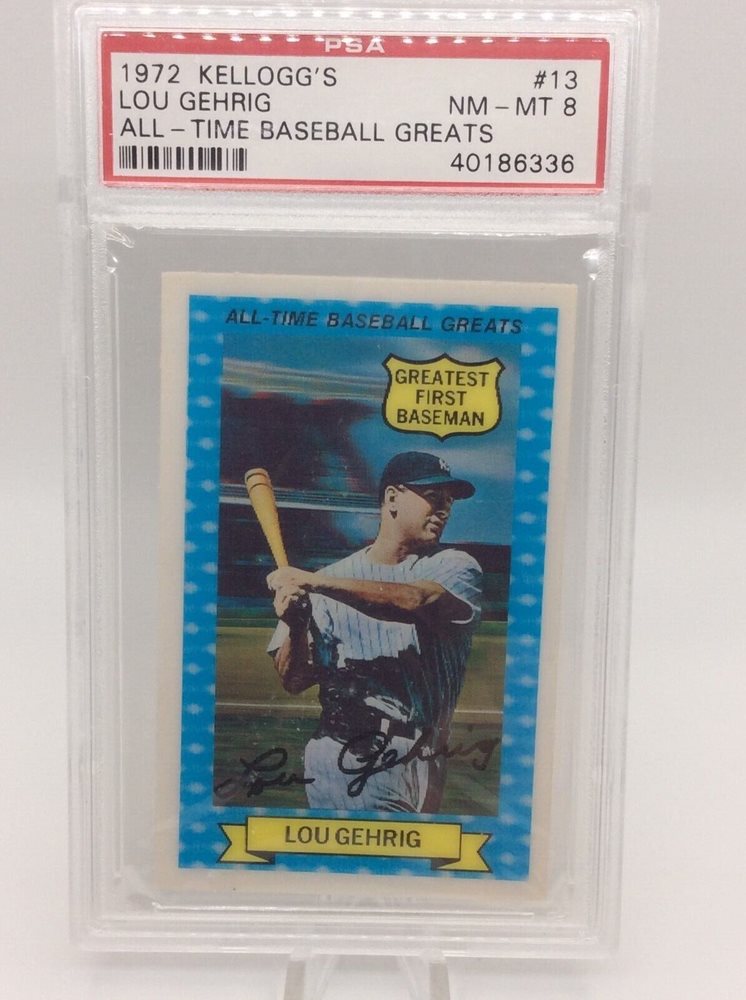 PSA
1972 KELLOGG'S #13
LOU GEHRIG NM - MT 8
ALL - TIME BASEBALL GREATS
40186336
ALL-TIME BASEBALL GREATS
GREATEST
FIRST
BASEMAN
Lou Gehrig
LOU GEHRIG